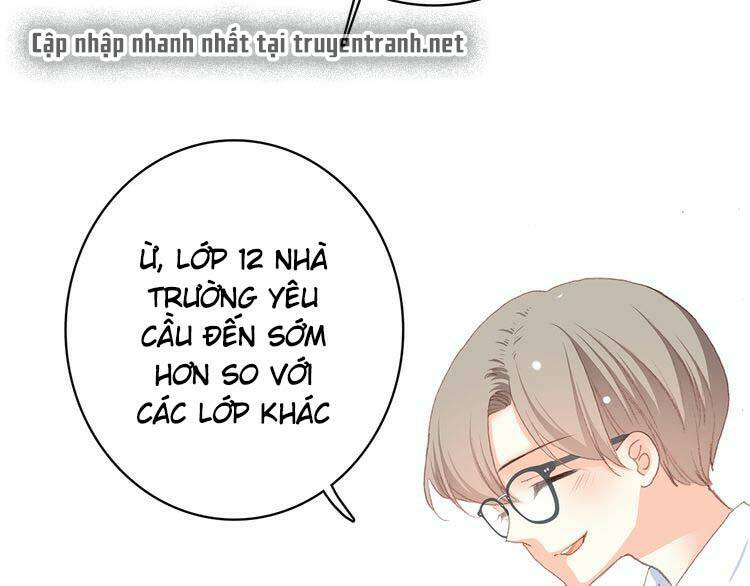 Cập nhập nhanh nhất tại truyentranh.net
Ừ, LỚP 12 NHÀ
TRƯỜNG YÊU
CẦU ĐẾN SỚM
HƠN SO VỚI
CÁC LỚP KHÁC